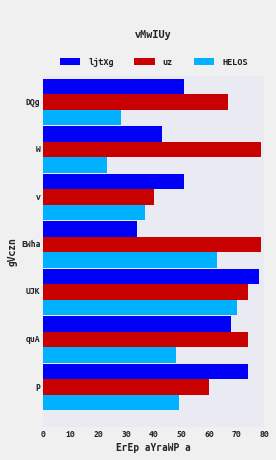 vMwIUy
ljtXg uz HELOS
DQg
W
v
EWha
UJK
quA
p
gVczn
0 10 20 30 40 50 60 70 80
ErEp aYraWP a